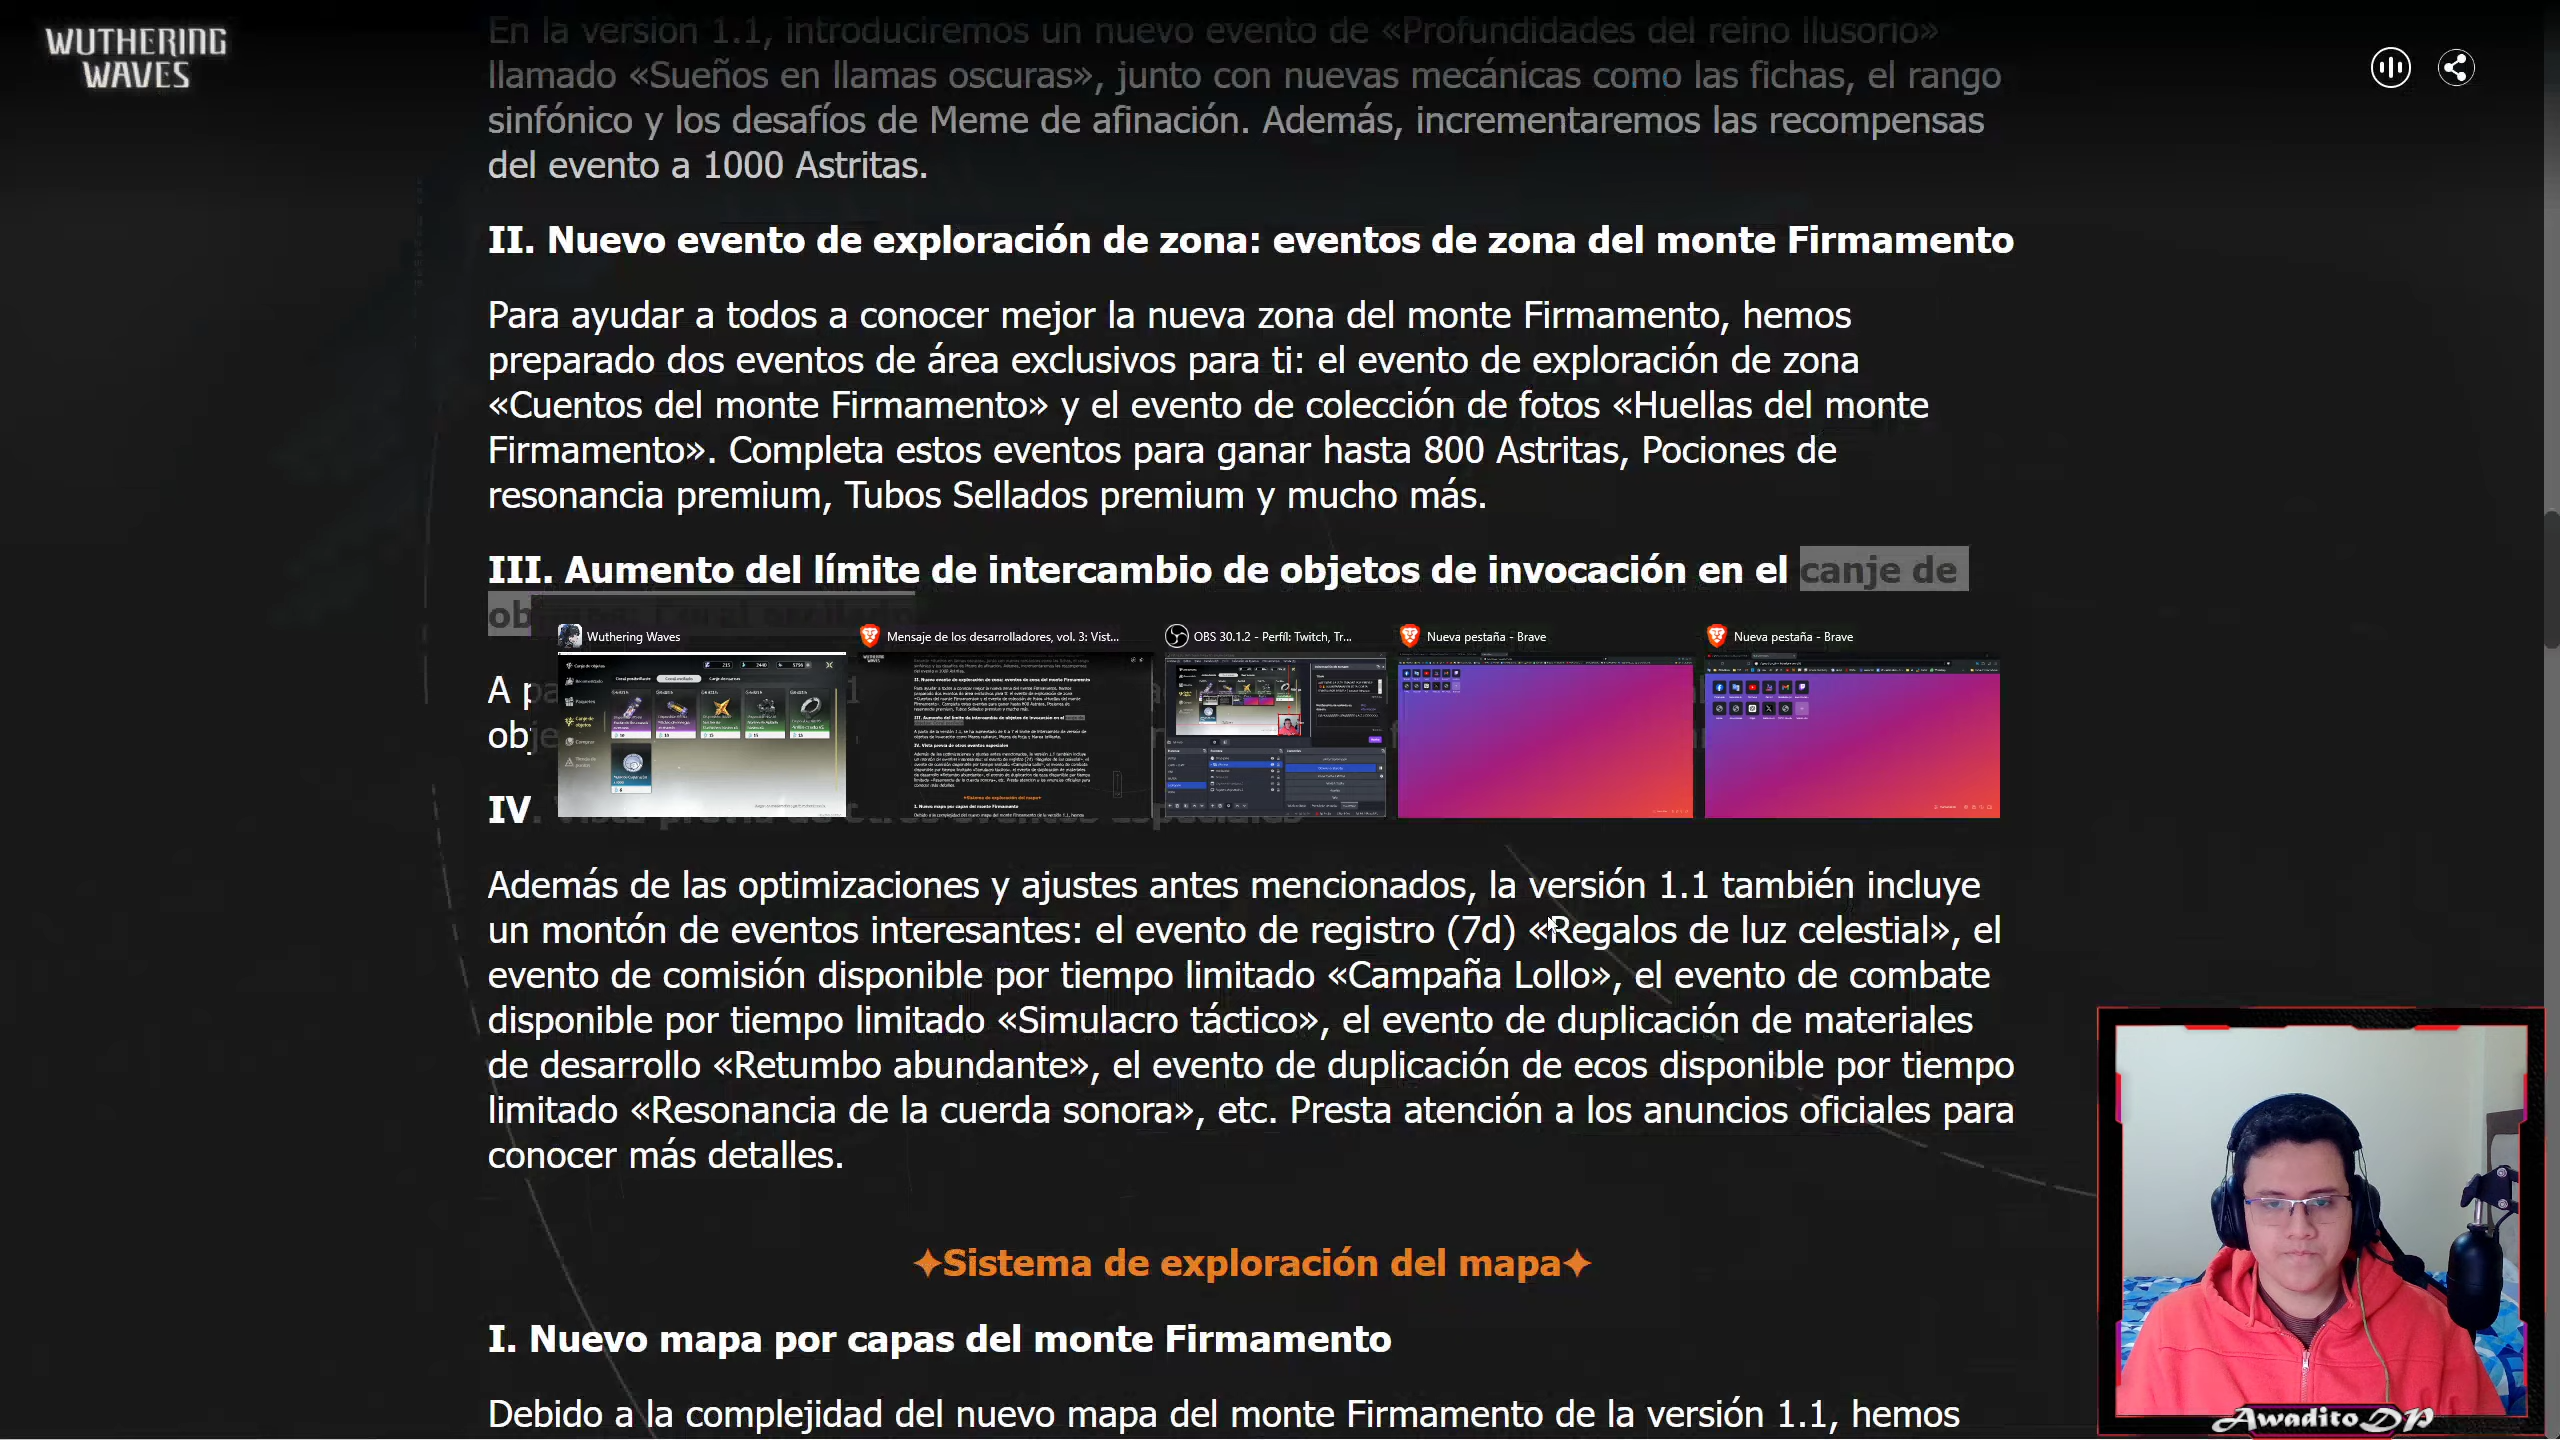 WUTHERING
WAVES
En la versión 1.1, introduciremos un nuevo evento de «Profundidades del reino ilusorio»
llamado «Sueños en llamas oscuras», junto con nuevas mecánicas como las fichas, el rango
sinfónico y los desafíos de Meme de afinación. Además, incrementaremos las recompensas
del evento a 1000 Astritas.
II. Nuevo evento de exploración de zona: eventos de zona del monte Firmamento
Para ayudar a todos a conocer mejor la nueva zona del monte Firmamento, hemos
preparado dos eventos de área exclusivos para ti: el evento de exploración de zona
«Cuentos del monte Firmamento» y el evento de colección de fotos «Huellas del monte
Firmamento». Completa estos eventos para ganar hasta 800 Astritas, Pociones de
resonancia premium, Tubos Sellados premium y mucho más.
III. Aumento del límite de intercambio de objetos de invocación en el canje de
Wuthering Waves
Mensaje de los desarrolladores, vol. 3: Vist...
OBS 30.1.2 - Perfil: Twitch, Tr...
Nueva pestaña - Brave
Nueva pestaña - Brave
IV. Vista previa de otros eventos especiales
Además de las optimizaciones y ajustes antes mencionados, la versión 1.1 también incluye
un montón de eventos interesantes: el evento de registro (7d) «Regalos de luz celestial», el
evento de comisión disponible por tiempo limitado «Campaña Lollo», el evento de combate
disponible por tiempo limitado «Simulacro táctico», el evento de duplicación de materiales
de desarrollo «Retumbo abundante», el evento de duplicación de ecos disponible por tiempo
limitado «Resonancia de la cuerda sonora», etc. Presta atención a los anuncios oficiales para
conocer más detalles.
✦Sistema de exploración del mapa✦
I. Nuevo mapa por capas del monte Firmamento
Debido a la complejidad del nuevo mapa del monte Firmamento de la versión 1.1, hemos
AwaditoDP